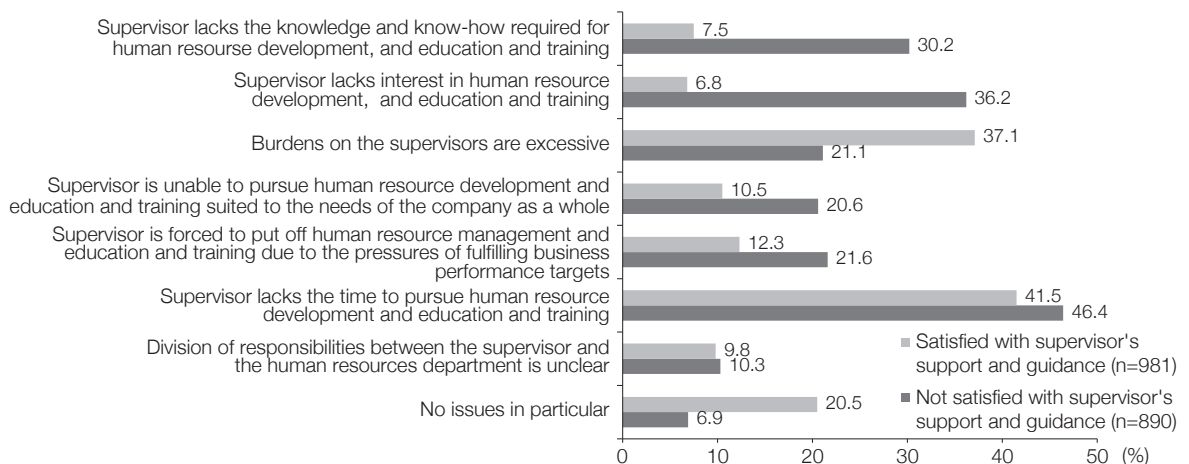 Supervisor lacks the knowledge and know-how required for
human resourse development, and education and training
7.5
30.2
Supervisor lacks interest in human resource
development,  and education and training
6.8
36.2
Burdens on the supervisors are excessive
37.1
21.1
Supervisor is unable to pursue human resource development and
education and training suited to the needs of the company as a whole
10.5
20.6
Supervisor is forced to put off human resource management and
education and training due to the pressures of fulfilling business
performance targets
12.3
21.6
Supervisor lacks the time to pursue human resource
development and education and training
41.5
46.4
Division of responsibilities between the supervisor and
the human resources department is unclear
9.8
10.3
No issues in particular
20.5
6.9
Satisfied with supervisor's
support and guidance (n=981)
Not satisfied with supervisor's
support and guidance (n=890)
0 10 20 30 40 50 (%)